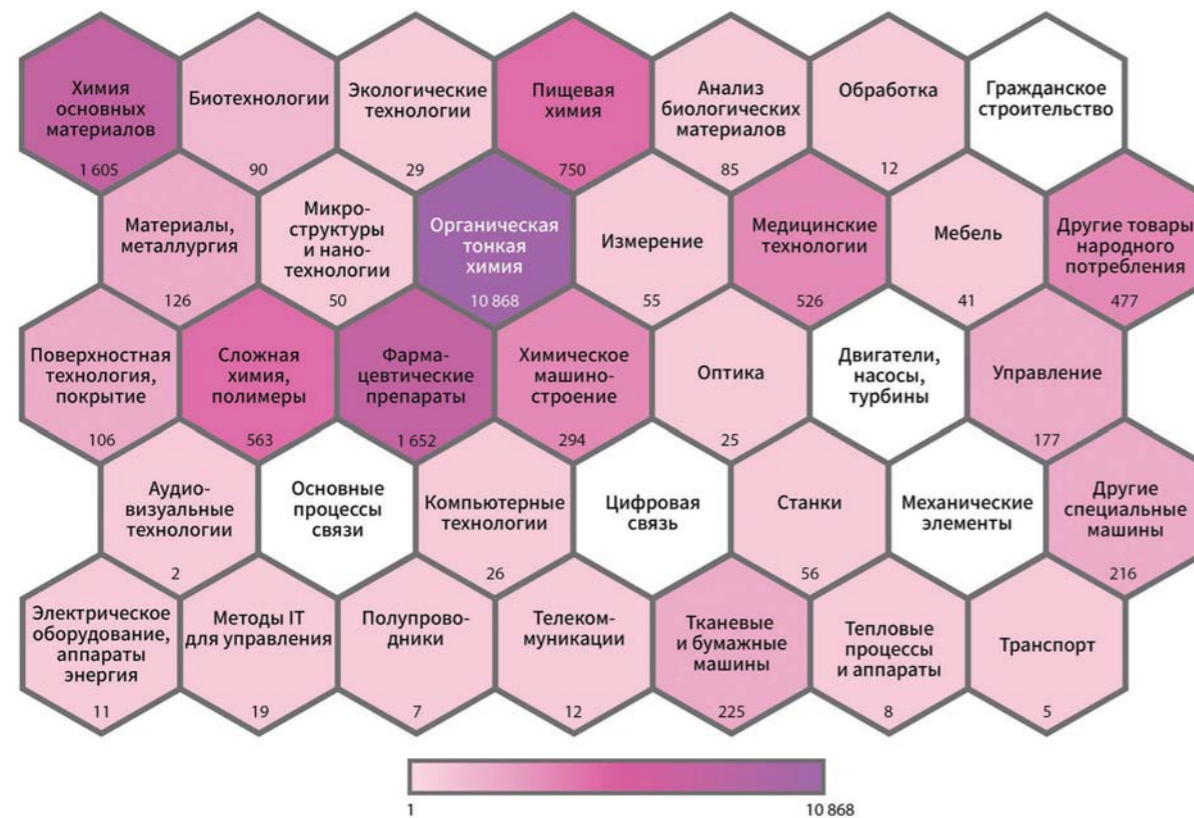 Химия
основных
материалов
1 605
Биотехнологии
90
Экологические
технологии
29
Пищевая
химия
750
Анализ
биологических
материалов
85
Обработка
12
Гражданское
строительство
Материалы,
металлургия
126
Микро-
структуры
и нано-
технологии
50
Органическая
тонкая
химия
10 868
Измерение
55
Медицинские
технологии
526
Мебель
41
Другие товары
народного
потребления
477
Поверхностная
технология,
покрытие
106
Сложная
химия,
полимеры
563
Фарма-
цевтические
препараты
1 652
Химическое
машино-
строение
294
Оптика
25
Двигатели,
насосы,
турбины
Управление
177
Аудио-
визуальные
технологии
2
Основные
процессы
связи
Компьютерные
технологии
26
Цифровая
связь
Станки
56
Механические
элементы
Другие
специальные
машины
216
Электрическое
оборудование,
аппараты
энергия
11
Методы IT
для управления
19
Полупрово-
дники
7
Телеком-
муникации
12
Тканевые
и бумажные
машины
225
Тепловые
процессы
и аппараты
8
Транспорт
5
1
10 868